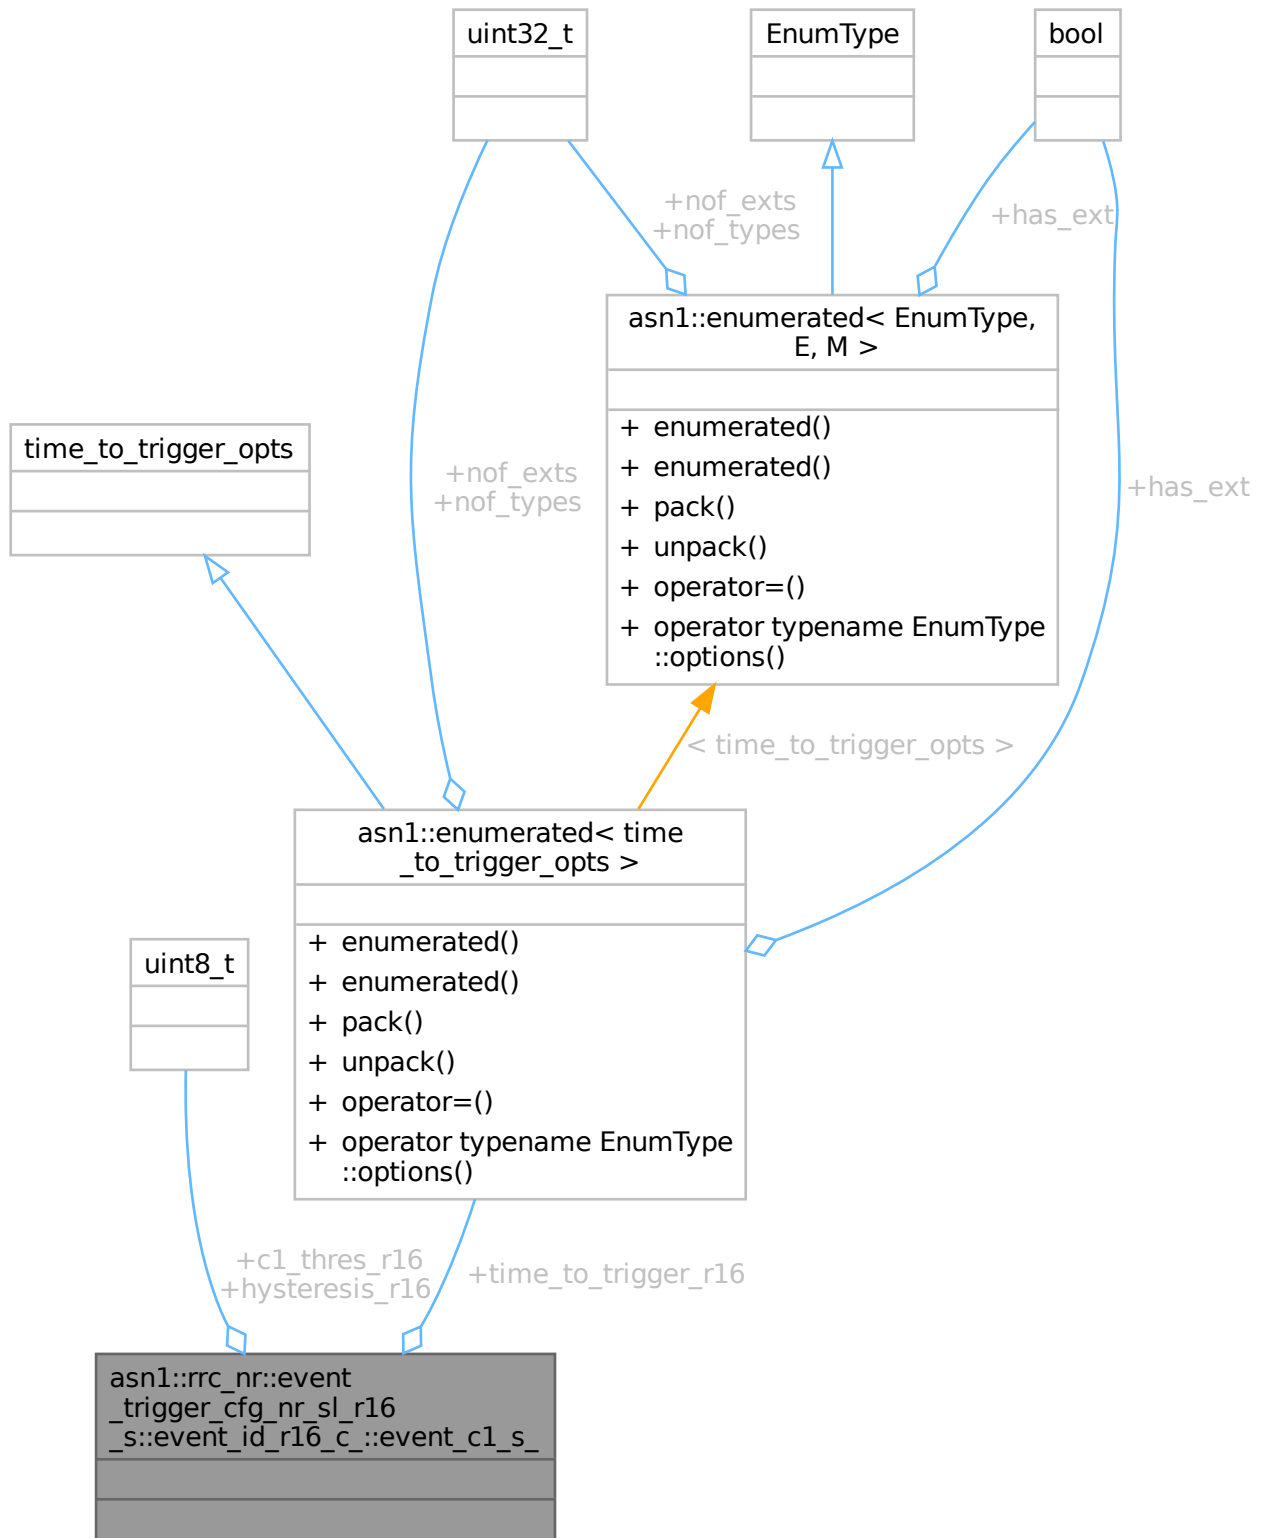 uint32_t
EnumType
bool
+nof_exts
+nof_types
+has_ext
asn1::enumerated< EnumType,
E, M >
+ enumerated()
+ enumerated()
+ pack()
+ unpack()
+ operator=()
+ operator typename EnumType
::options()
time_to_trigger_opts
+nof_exts
+nof_types
+has_ext
< time_to_trigger_opts >
asn1::enumerated< time
_to_trigger_opts >
+ enumerated()
+ enumerated()
+ pack()
+ unpack()
+ operator=()
+ operator typename EnumType
::options()
uint8_t
+c1_thres_r16
+hysteresis_r16
+time_to_trigger_r16
asn1::rrc_nr::event
_trigger_cfg_nr_sl_r16
_s::event_id_r16_c_::event_c1_s_